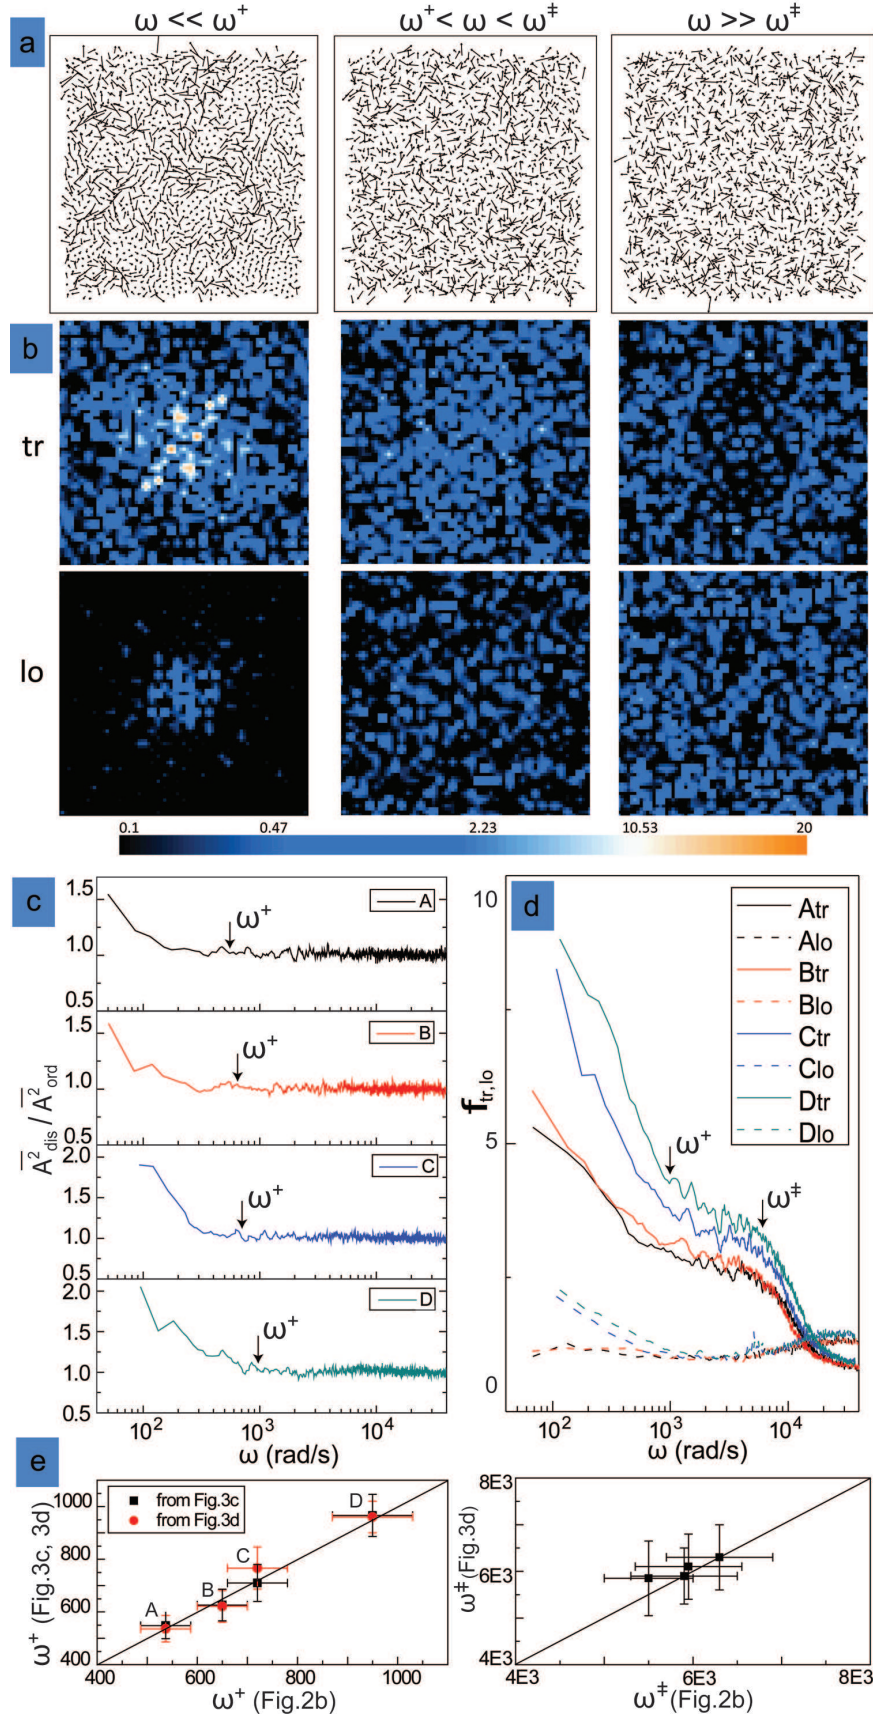 ω << ω⁺ ω⁺ < ω < ω‡ ω >> ω‡
a
b
tr
lo
0.1 0.47 2.23 10.53 20
c
1.5
1.0
0.5
A
ω⁺
1.5
1.0
0.5
B
ω⁺
2.0
1.5
1.0
0.5
C
ω⁺
2.0
1.5
1.0
0.5
D
ω⁺
A²dis / A²ord
10² 10³ 10⁴
ω (rad/s)
d
10
5
0
f tr,lo
Atr
Alo
Btr
Blo
Ctr
Clo
Dtr
Dlo
ω⁺
ω‡
10² 10³ 10⁴
ω (rad/s)
e
from Fig.3c
from Fig.3d
A
B
C
D
1000
800
600
400
400 600 800 1000
ω⁺ (Fig.3c, 3d)
ω⁺ (Fig.2b)
8E3
6E3
4E3
4E3 6E3 8E3
ω‡ (Fig.3d)
ω‡ (Fig.2b)